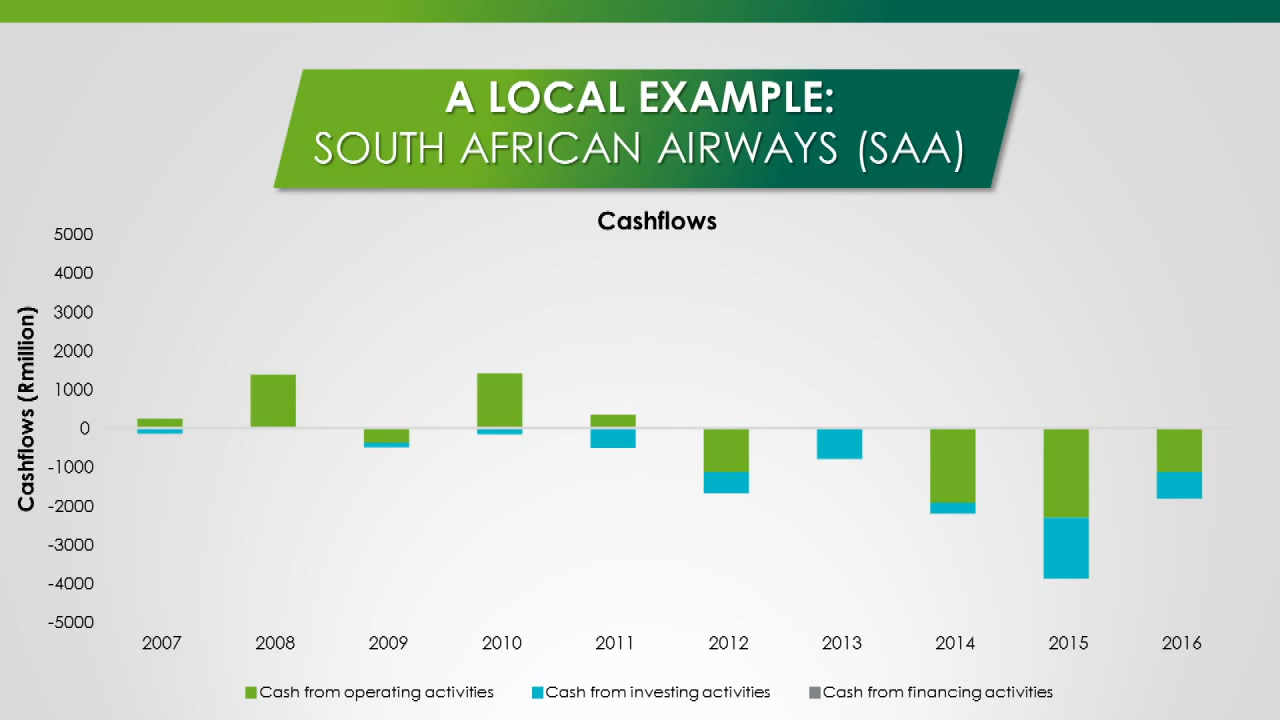 A LOCAL EXAMPLE:
SOUTH AFRICAN AIRWAYS (SAA)
Cashflows
Cashflows (Rmillion)
5000
4000
3000
2000
1000
0
-1000
-2000
-3000
-4000
-5000
2007 2008 2009 2010 2011 2012 2013 2014 2015 2016
Cash from operating activities Cash from investing activities Cash from financing activities